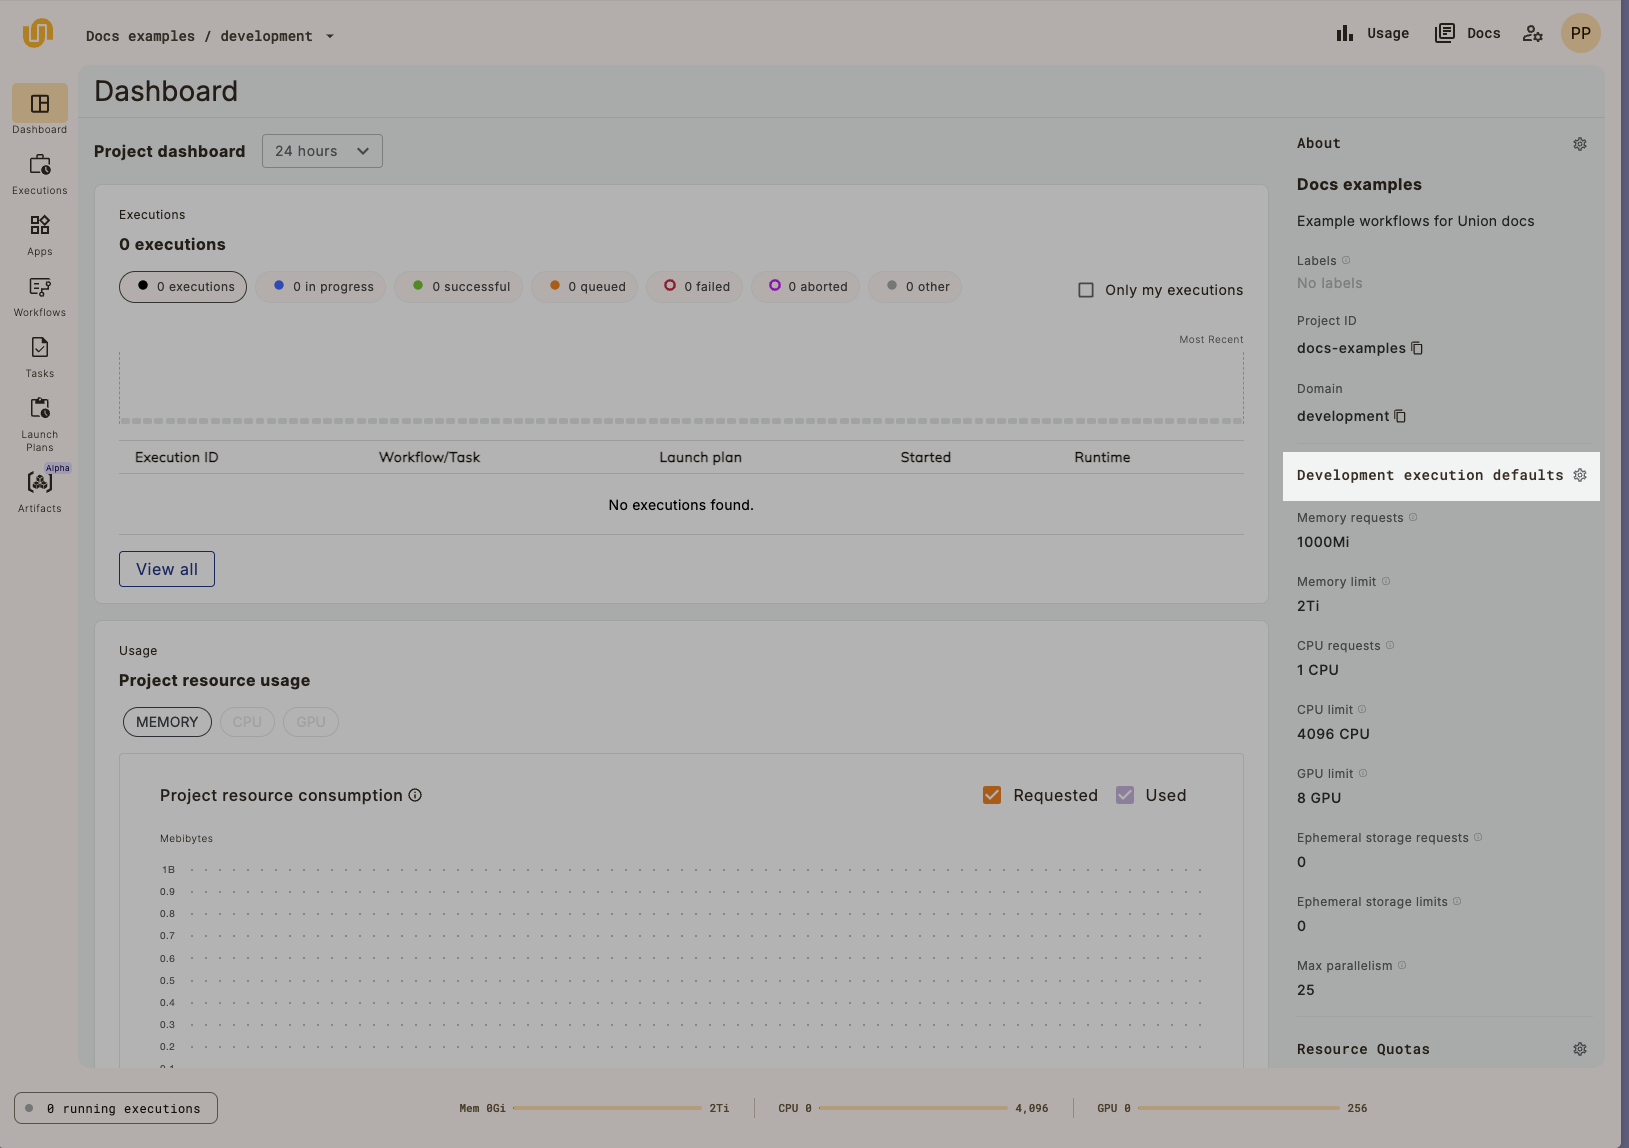 Docs examples / development
Usage
Docs
PP
Dashboard
Executions
Apps
Workflows
Tasks
Launch
Plans
Alpha
Artifacts
Dashboard
Project dashboard
24 hours
Executions
0 executions
0 executions
0 in progress
0 successful
0 queued
0 failed
0 aborted
0 other
Only my executions
Most Recent
Execution ID
Workflow/Task
Launch plan
Started
Runtime
No executions found.
View all
Usage
Project resource usage
MEMORY
CPU
GPU
Project resource consumption
Requested
Used
Mebibytes
1B
0.9
0.8
0.7
0.6
0.5
0.4
0.3
0.2
0.1
About
Docs examples
Example workflows for Union docs
Labels
No labels
Project ID
docs-examples
Domain
development
Development execution defaults
Memory requests
1000Mi
Memory limit
2Ti
CPU requests
1 CPU
CPU limit
4096 CPU
GPU limit
8 GPU
Ephemeral storage requests
0
Ephemeral storage limits
0
Max parallelism
25
Resource Quotas
0 running executions
Mem 0Gi
2Ti
CPU 0
4,096
GPU 0
256